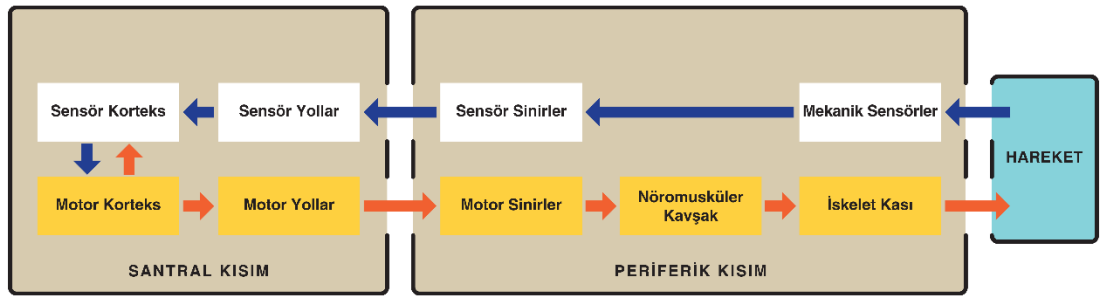 Sensör Korteks
Sensör Yollar
Sensör Sinirler
Mekanik Sensörler
HAREKET
Motor Korteks
Motor Yollar
Motor Sinirler
Nöromusküler
Kavşak
İskelet Kası
SANTRAL KISIM
PERİFERİK KISIM